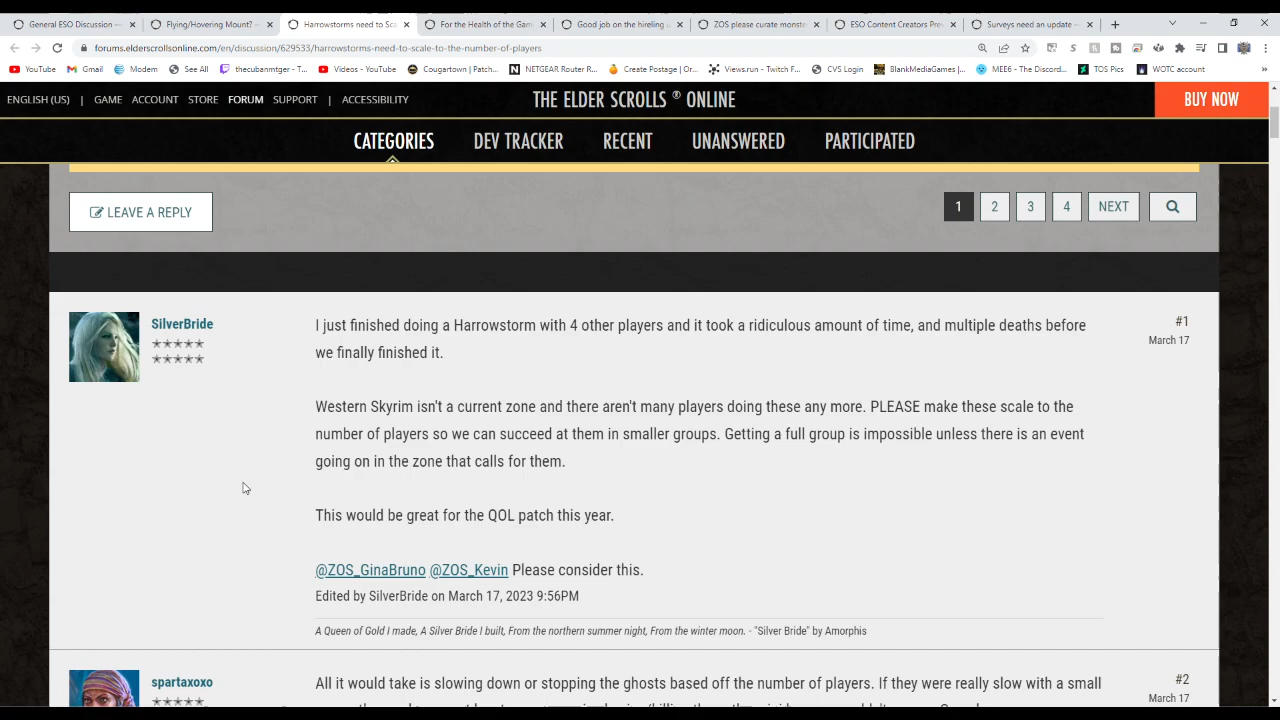 General ESO Discussion —
Flying/Hovering Mount? —
Harrowstorms need to Sc
For the Health of the Gam
Good job on the hireling u
ZOS please curate monst
ESO Content Creators Pre
Surveys need an update —
forums.elderscrollsonline.com/en/discussion/629533/harrowstorms-need-to-scale-to-the-number-of-players
YouTube
Gmail
Modem
See All
thecubanmtger - T...
Videos - YouTube
Cougartown | Patch...
NETGEAR Router R...
Create Postage | Or...
Views.run - Twitch F...
CVS Login
BlankMediaGames |...
MEE6 - The Discord...
TOS Pics
WOTC account
»
ENGLISH (US) | GAME ACCOUNT STORE FORUM SUPPORT | ACCESSIBILITY
THE ELDER SCROLLS ® ONLINE
BUY NOW
CATEGORIES DEV TRACKER RECENT UNANSWERED PARTICIPATED
LEAVE A REPLY
1 2 3 4 NEXT
SilverBride
#1
March 17
I just finished doing a Harrowstorm with 4 other players and it took a ridiculous amount of time, and multiple deaths before
we finally finished it.
Western Skyrim isn't a current zone and there aren't many players doing these any more. PLEASE make these scale to the
number of players so we can succeed at them in smaller groups. Getting a full group is impossible unless there is an event
going on in the zone that calls for them.
This would be great for the QOL patch this year.
@ZOS_GinaBruno @ZOS_Kevin Please consider this.
Edited by SilverBride on March 17, 2023 9:56PM
A Queen of Gold I made, A Silver Bride I built, From the northern summer night, From the winter moon. - "Silver Bride" by Amorphis
spartaxoxo
#2
March 17
All it would take is slowing down or stopping the ghosts based off the number of players. If they were really slow with a small